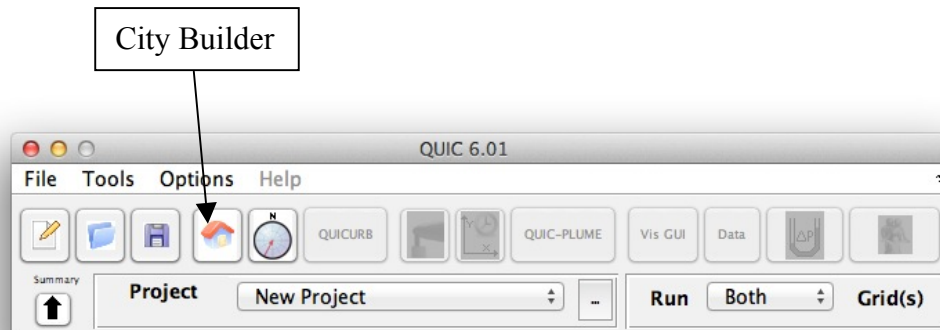 City Builder
QUIC 6.01
File Tools Options Help
N
QUICURB
Y
X
QUIC-PLUME
Vis GUI
Data
ΔP
Summary
Project
New Project
...
Run
Both
Grid(s)